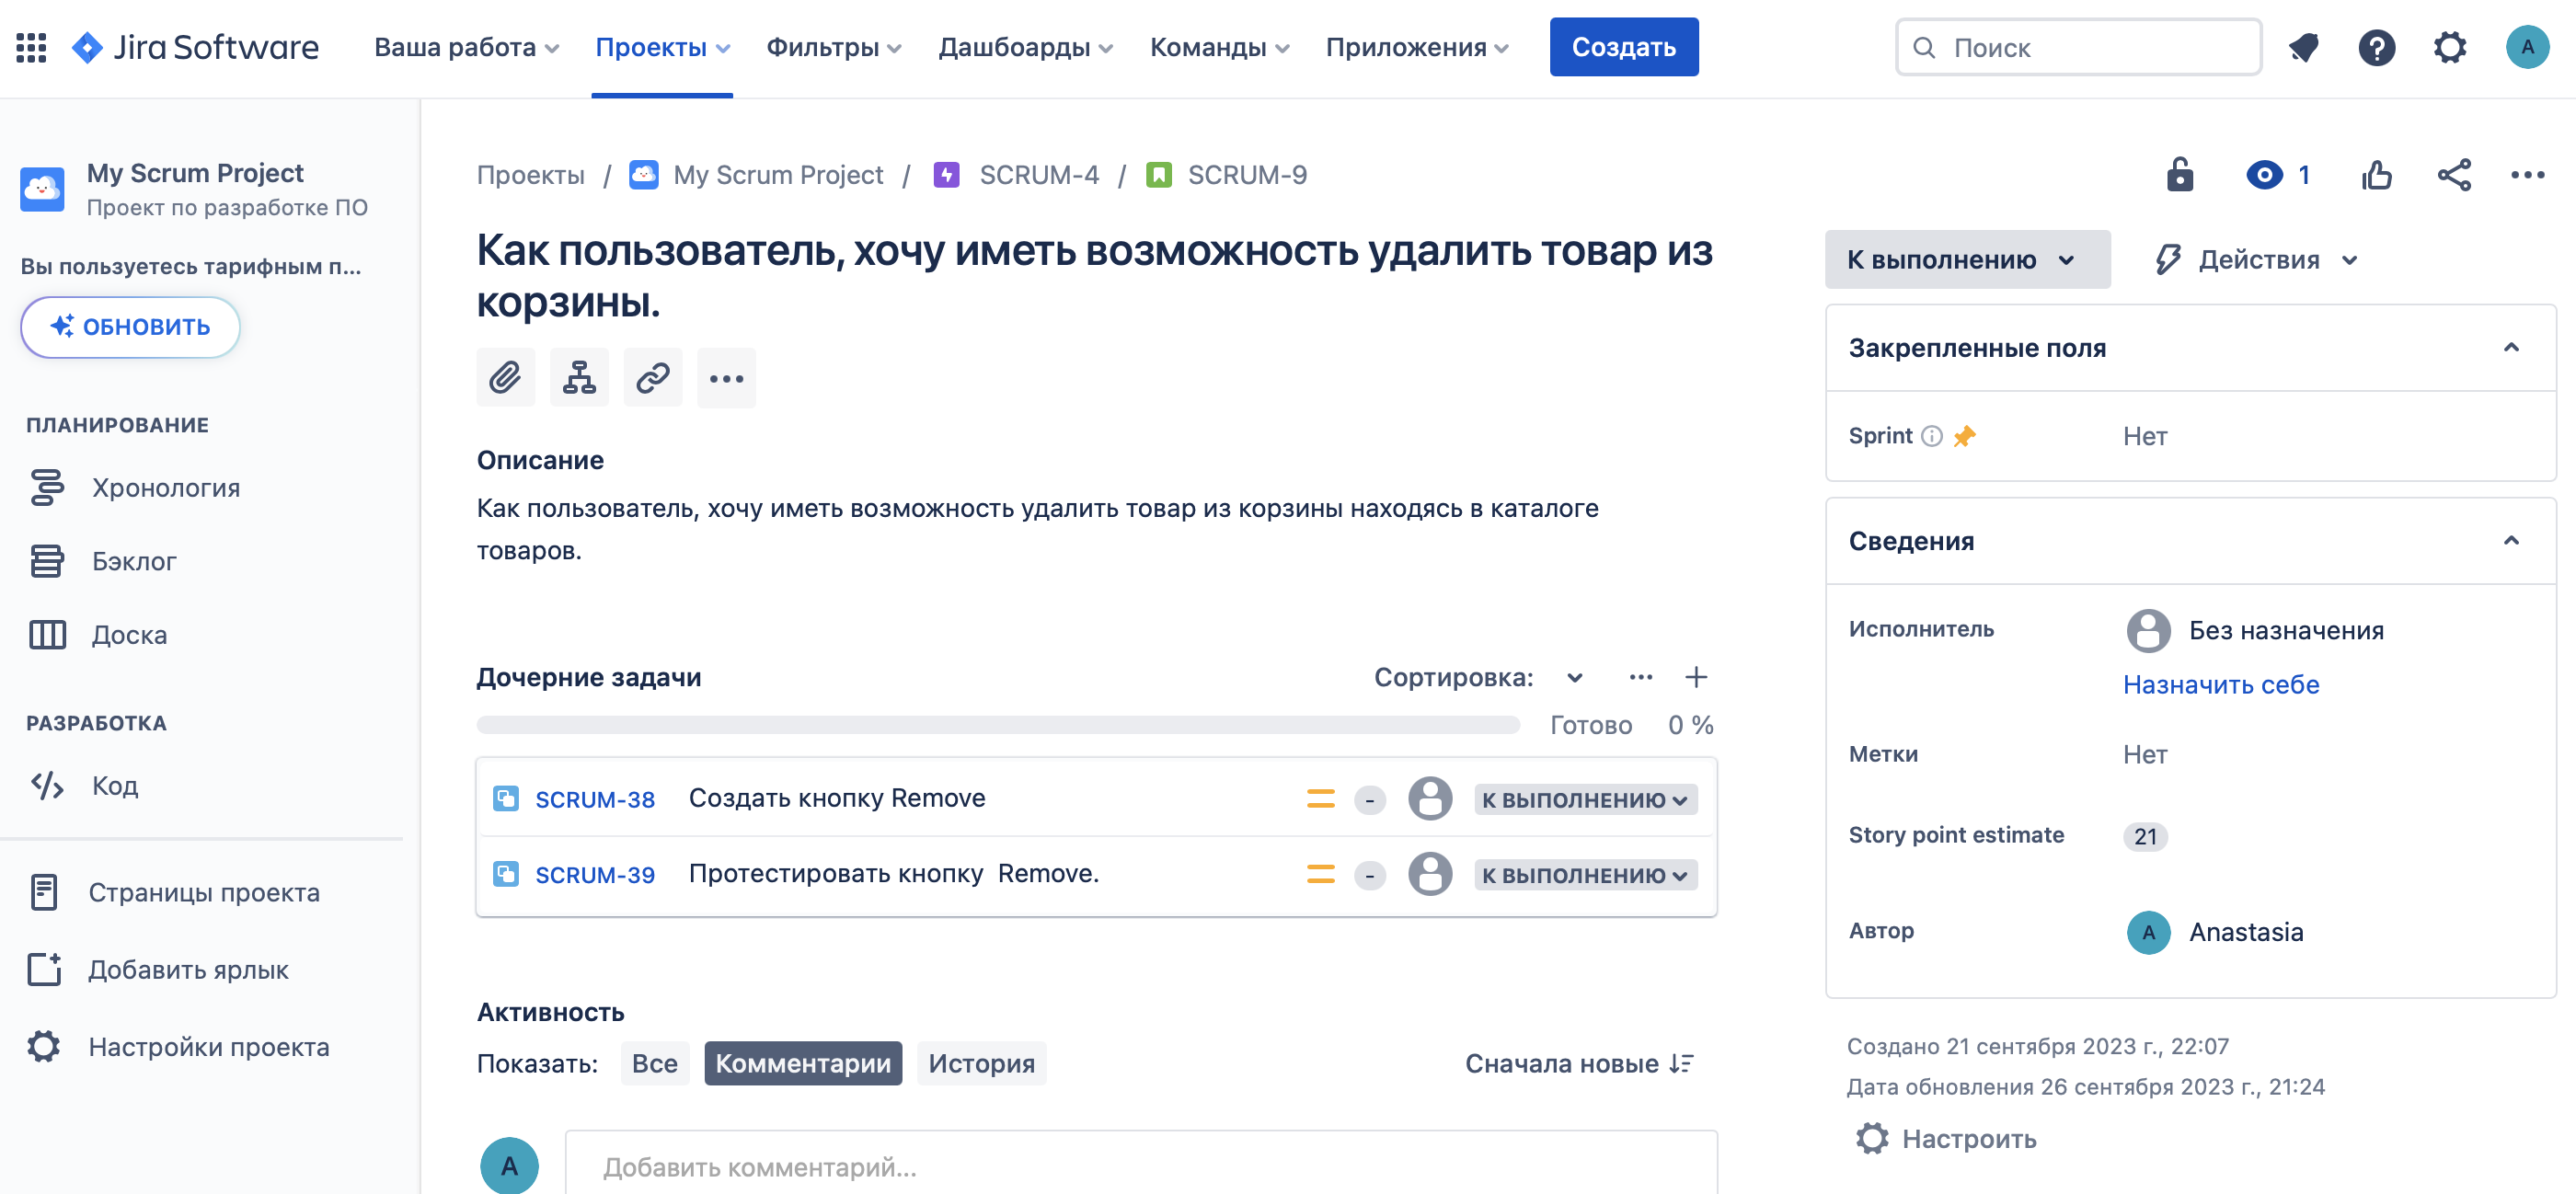 Jira Software
Ваша работа
Проекты
Фильтры
Дашбоарды
Команды
Приложения
Создать
Поиск
A
My Scrum Project
Проект по разработке ПО
Вы пользуетесь тарифным п...
ОБНОВИТЬ
ПЛАНИРОВАНИЕ
Хронология
Бэклог
Доска
РАЗРАБОТКА
Код
Страницы проекта
Добавить ярлык
Настройки проекта
Проекты / My Scrum Project / SCRUM-4 / SCRUM-9
1
Как пользователь, хочу иметь возможность удалить товар из
корзины.
Описание
Как пользователь, хочу иметь возможность удалить товар из корзины находясь в каталоге
товаров.
Дочерние задачи
Сортировка:
Готово 0 %
SCRUM-38 Создать кнопку Remove - К ВЫПОЛНЕНИЮ
SCRUM-39 Протестировать кнопку  Remove. - К ВЫПОЛНЕНИЮ
Активность
Показать: Все Комментарии История
Сначала новые
A
Добавить комментарий...
К выполнению
Действия
Закрепленные поля
Sprint Нет
Сведения
Исполнитель Без назначения
Назначить себе
Метки Нет
Story point estimate 21
Автор A Anastasia
Создано 21 сентября 2023 г., 22:07
Дата обновления 26 сентября 2023 г., 21:24
Настроить